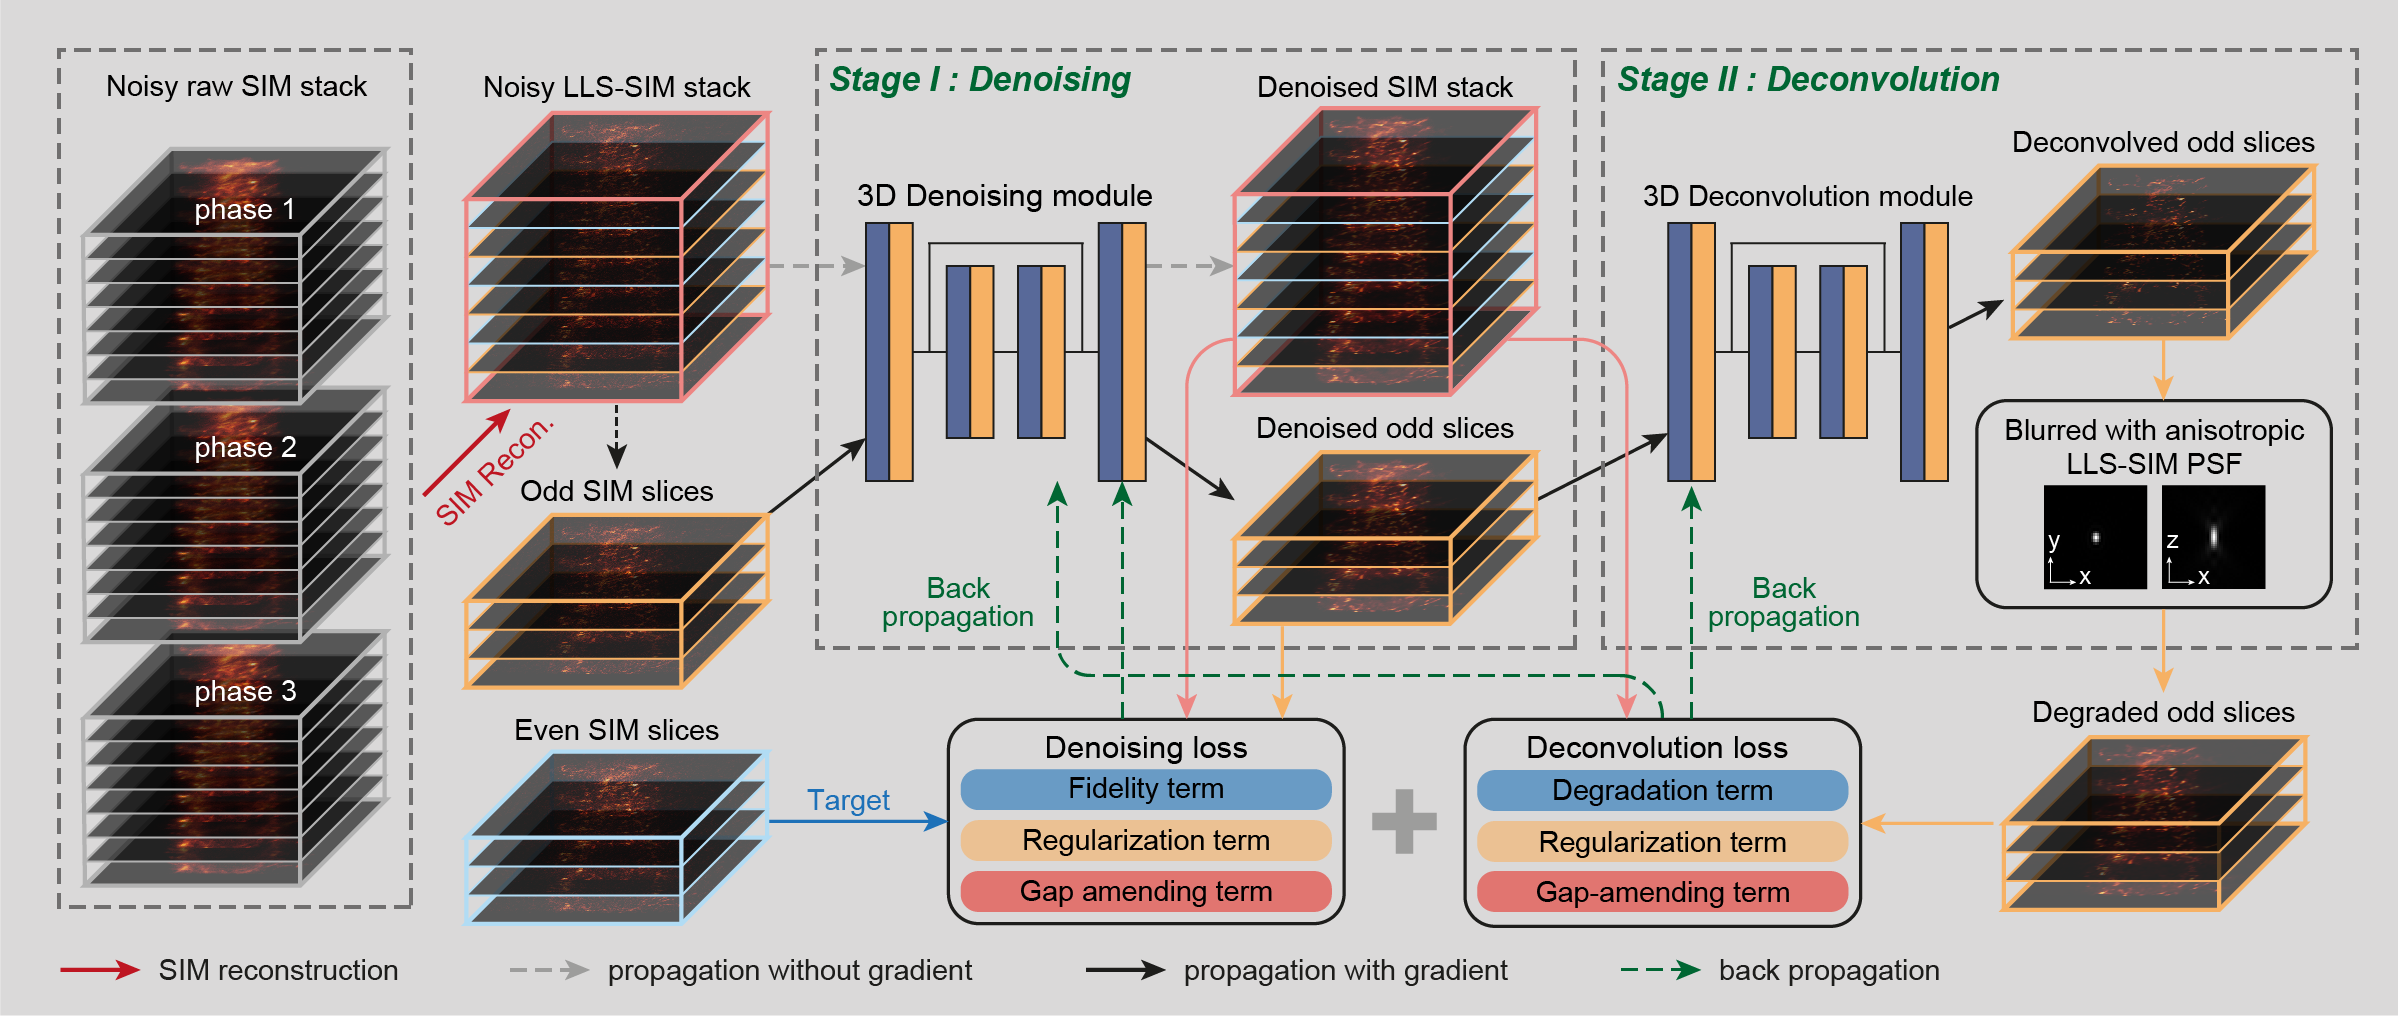 Noisy raw SIM stack
phase 1
phase 2
phase 3
Noisy LLS-SIM stack
SIM Recon.
Odd SIM slices
Even SIM slices
Target
Stage I : Denoising
3D Denoising module
Denoised SIM stack
Denoised odd slices
Back
propagation
Stage II : Deconvolution
3D Deconvolution module
Deconvolved odd slices
Blurred with anisotropic
LLS-SIM PSF
y
x
z
x
Back
propagation
Degraded odd slices
Denoising loss
Fidelity term
Regularization term
Gap amending term
Deconvolution loss
Degradation term
Regularization term
Gap-amending term
SIM reconstruction
propagation without gradient
propagation with gradient
back propagation